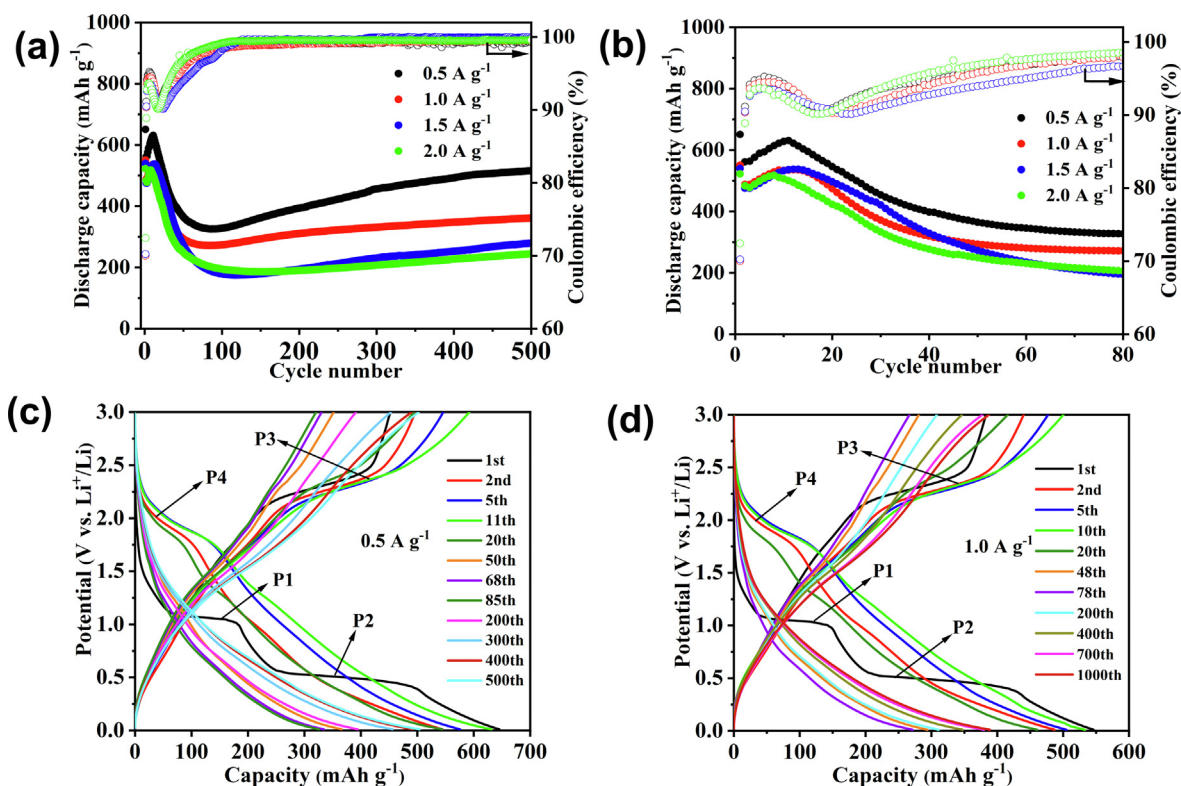 (a)
Discharge capacity (mAh g⁻¹)
1000
800
600
400
200
0
0.5 A g⁻¹
1.0 A g⁻¹
1.5 A g⁻¹
2.0 A g⁻¹
100
90
80
70
60
Coulombic efficiency (%)
0 100 200 300 400 500
Cycle number
(b)
Discharge capacity (mAh g⁻¹)
1000
800
600
400
200
0
0.5 A g⁻¹
1.0 A g⁻¹
1.5 A g⁻¹
2.0 A g⁻¹
100
90
80
70
60
Coulombic efficiency (%)
0 20 40 60 80
Cycle number
(c)
Potential (V vs. Li⁺/Li)
3.0
2.5
2.0
1.5
1.0
0.5
0.0
P3
P4
0.5 A g⁻¹
P1
P2
1st
2nd
5th
11th
20th
50th
68th
85th
200th
300th
400th
500th
0 100 200 300 400 500 600 700
Capacity (mAh g⁻¹)
(d)
Potential (V vs. Li⁺/Li)
3.0
2.5
2.0
1.5
1.0
0.5
0.0
P3
P4
1.0 A g⁻¹
P1
P2
1st
2nd
5th
10th
20th
48th
78th
200th
400th
700th
1000th
0 100 200 300 400 500 600
Capacity (mAh g⁻¹)